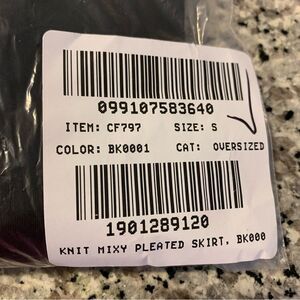 099107583640
ITEM: CF797 SIZE: S
COLOR: BK0001 CAT: OVERSIZED
1901289120
KNIT MIXY PLEATED SKIRT, BK000